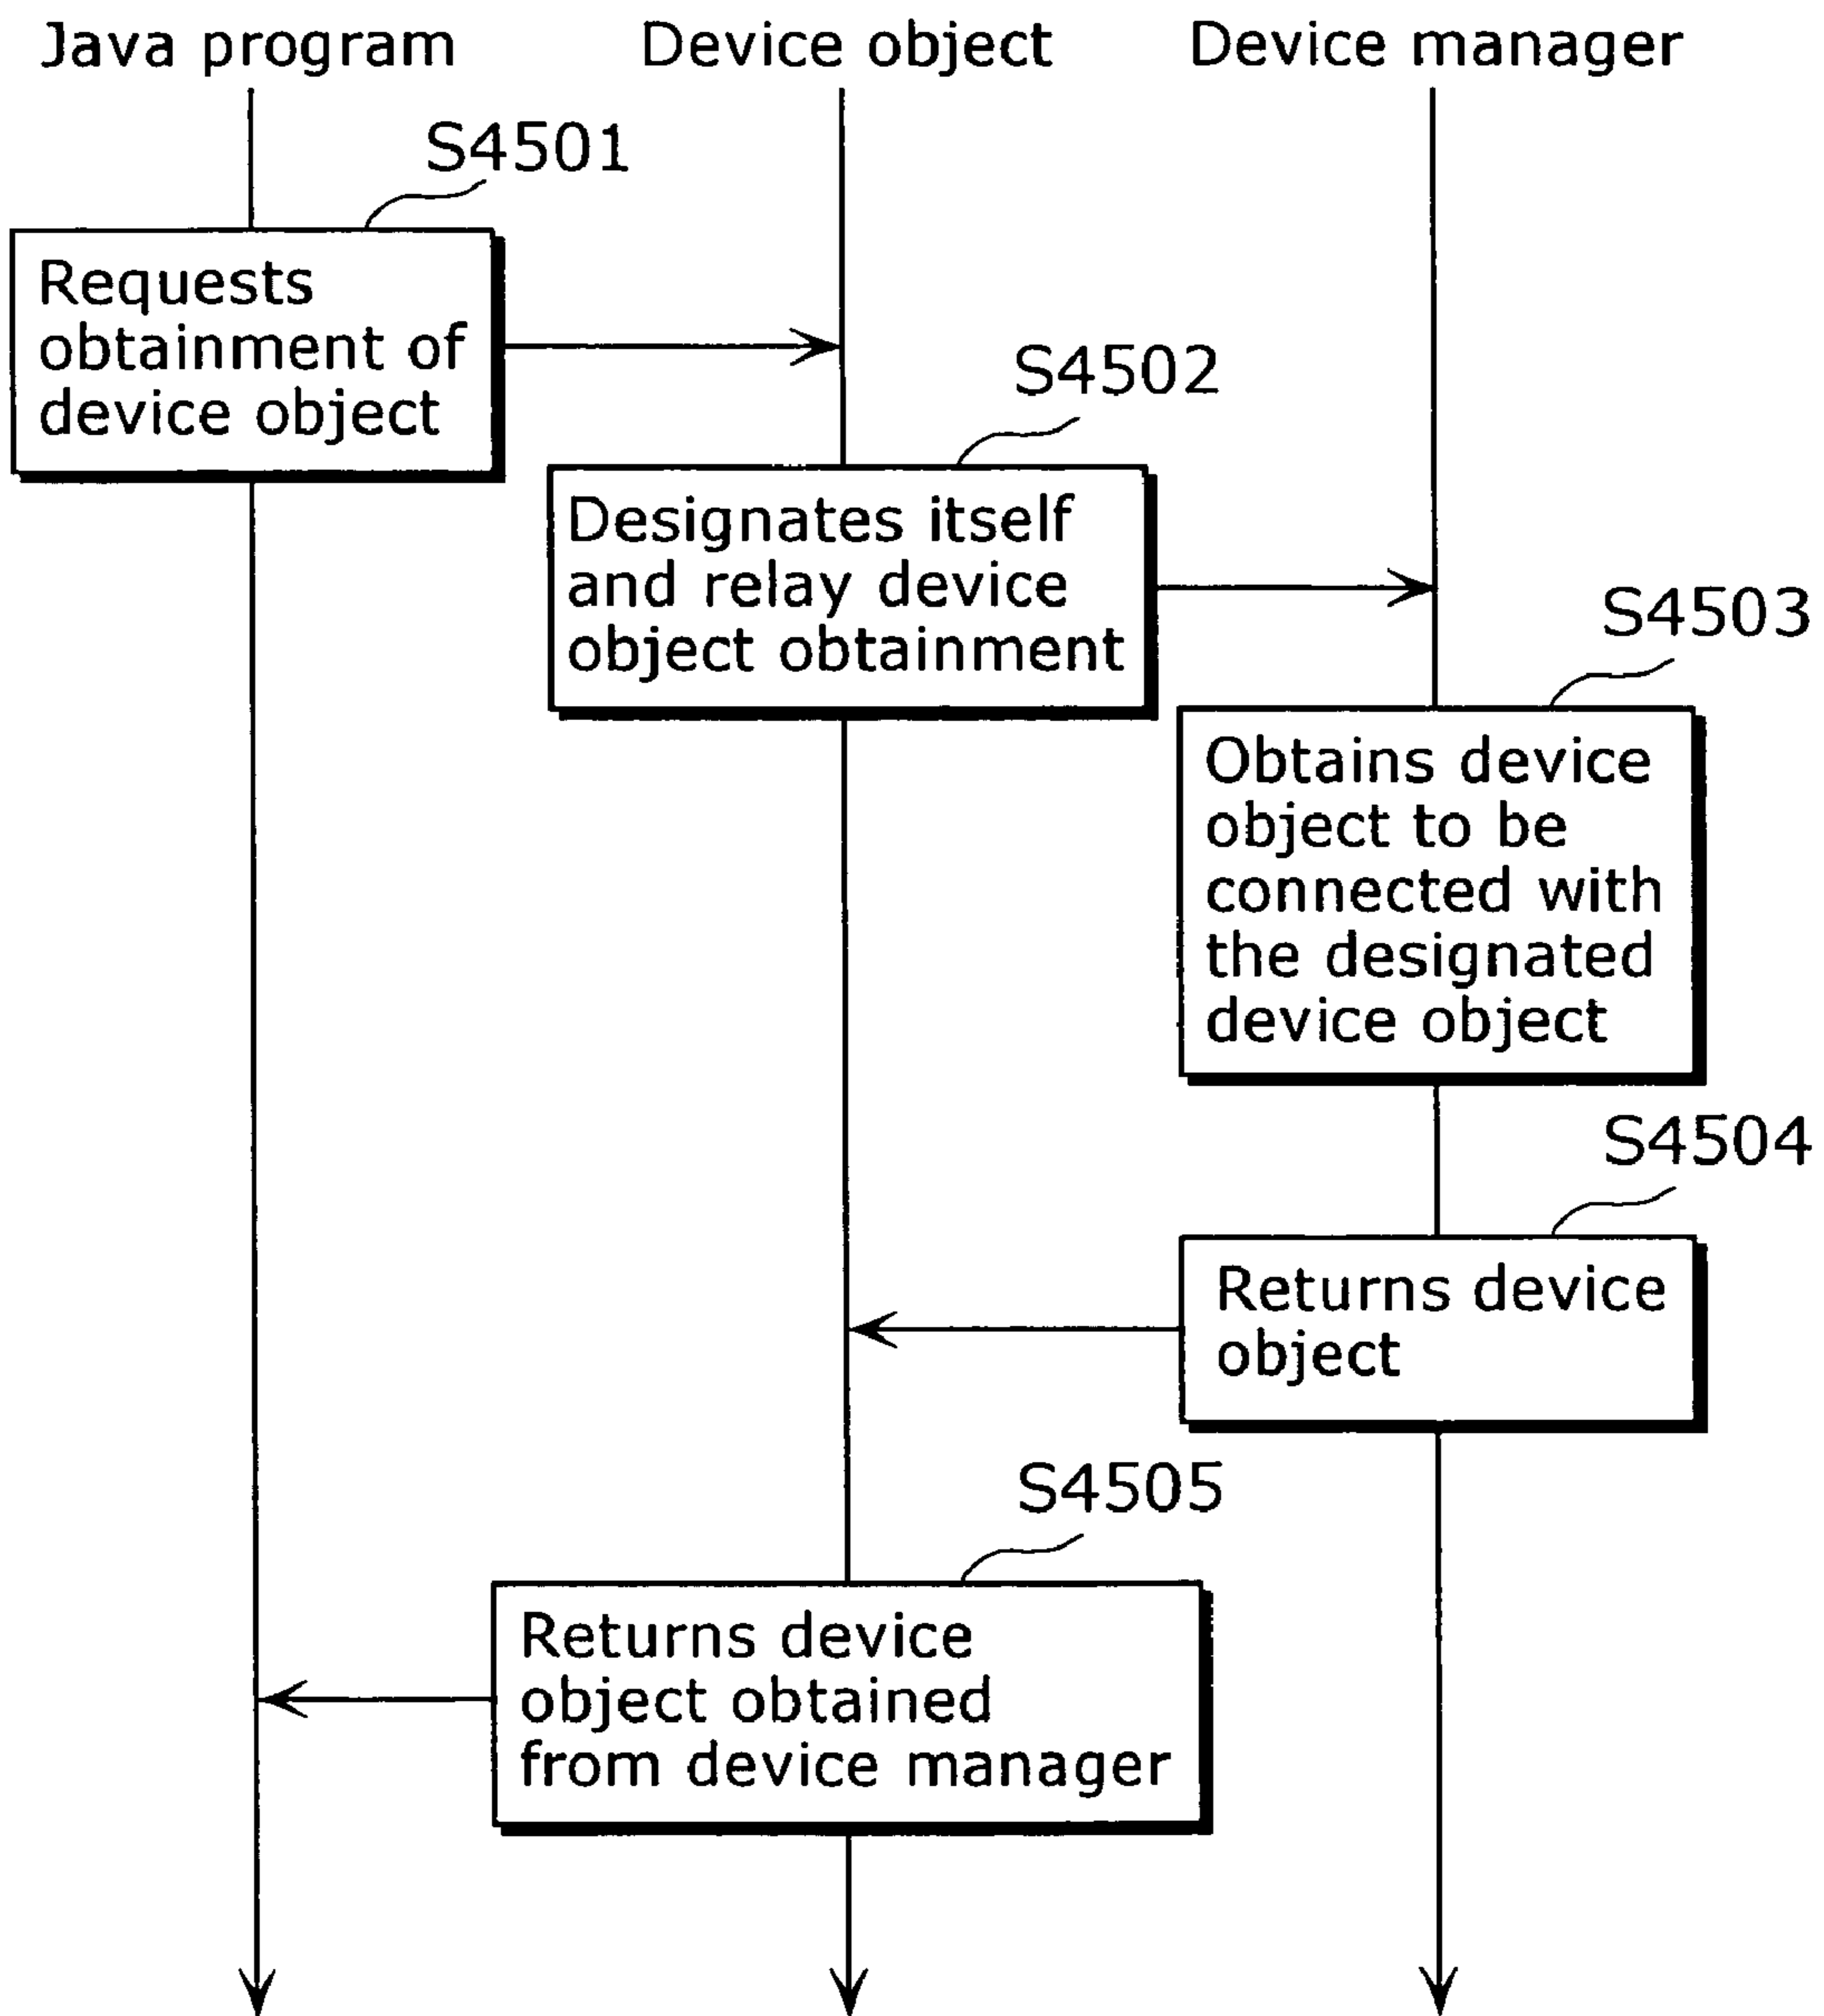 Java program
Device object
Device manager
S4501
Requests
obtainment of
device object
S4502
Designates itself
and relay device
object obtainment
S4503
Obtains device
object to be
connected with
the designated
device object
S4504
Returns device
object
S4505
Returns device
object obtained
from device manager